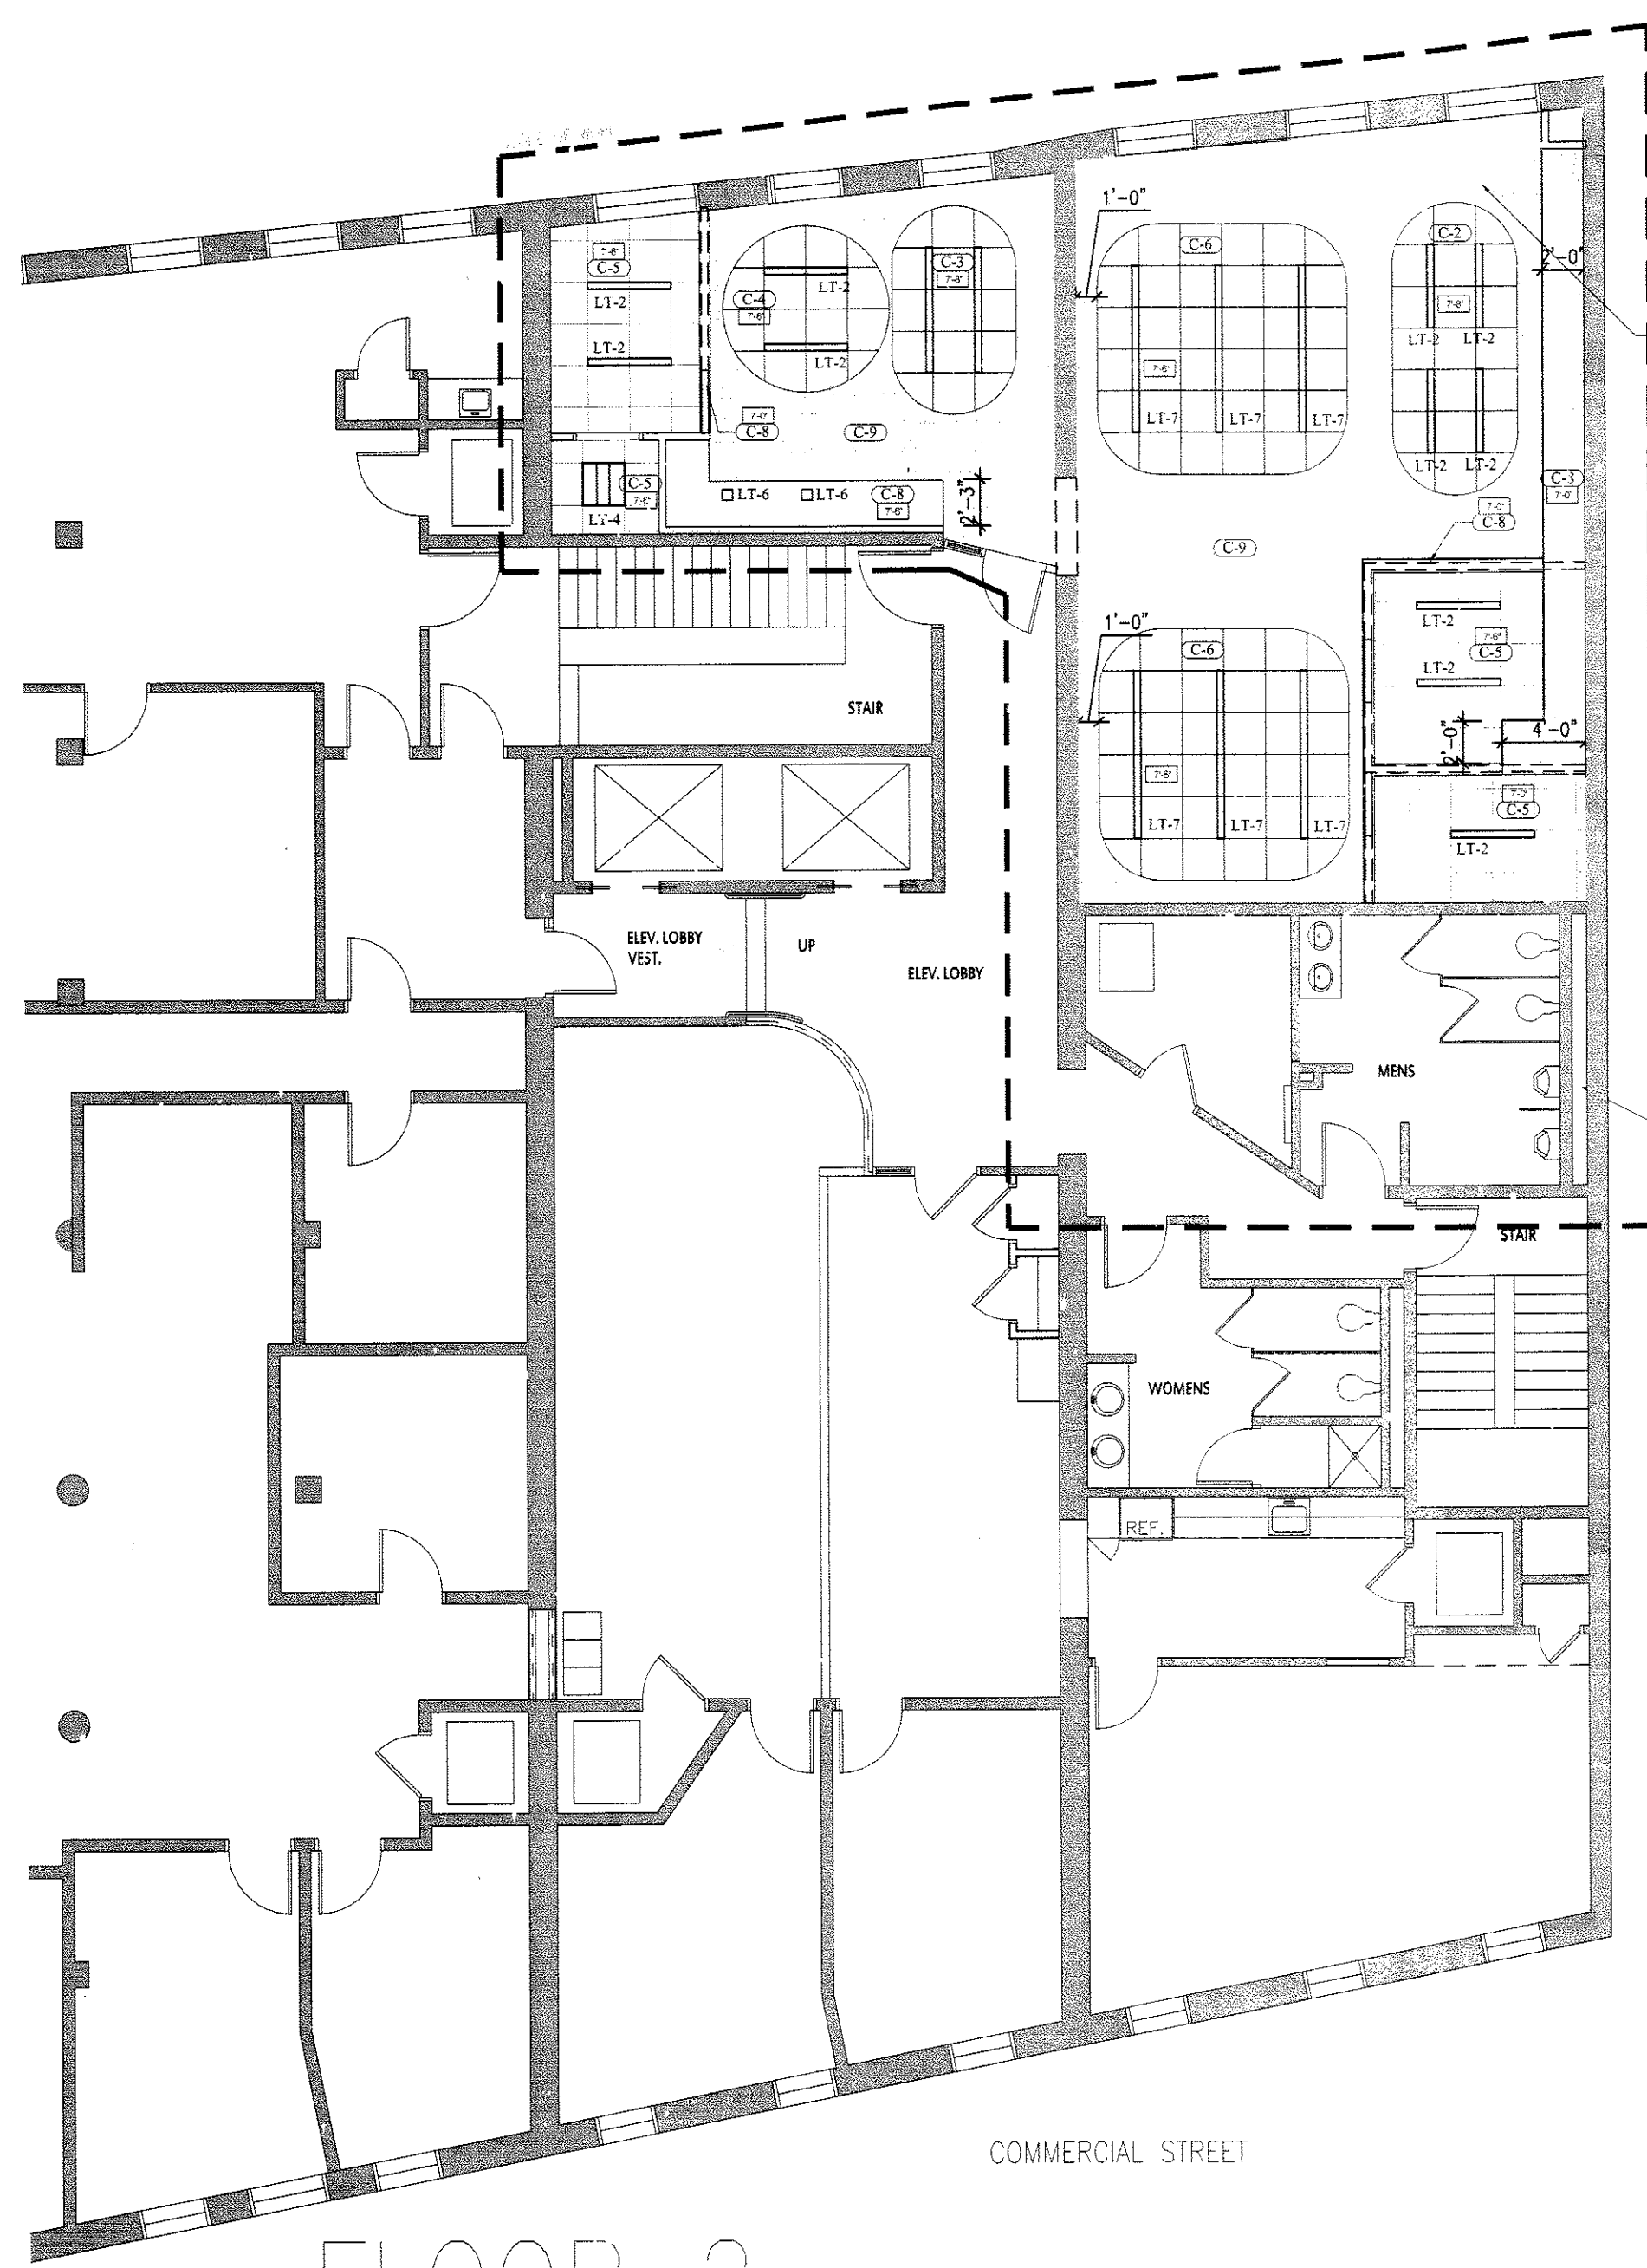 LIMIT OF WORK
1'-0"
C-6
C-2
2'-0"
7'-6"
C-5
LT-2
C-3
7'-8"
LT-2
C-4
7'-8"
7'-8"
LT-2
LT-2
LT-2
LT-2
LT-2
7'-6"
7'-0"
C-8
C-9
LT-7
LT-7
LT-7
LT-2
LT-2
C-3
7'-0"
C-5
7'-6"
LT-4
LT-6
LT-6
C-8
7'-6"
2'-3"
7'-0"
C-8
C-9
1'-0"
C-6
LT-2
7'-6"
C-5
LT-2
STAIR
2'-0"
4'-0"
7'-6"
7'-0"
C-5
LT-7
LT-7
LT-7
LT-2
ELEV. LOBBY
VEST.
UP
ELEV. LOBBY
MENS
STAIR
WOMENS
REF.
COMMERCIAL STREET